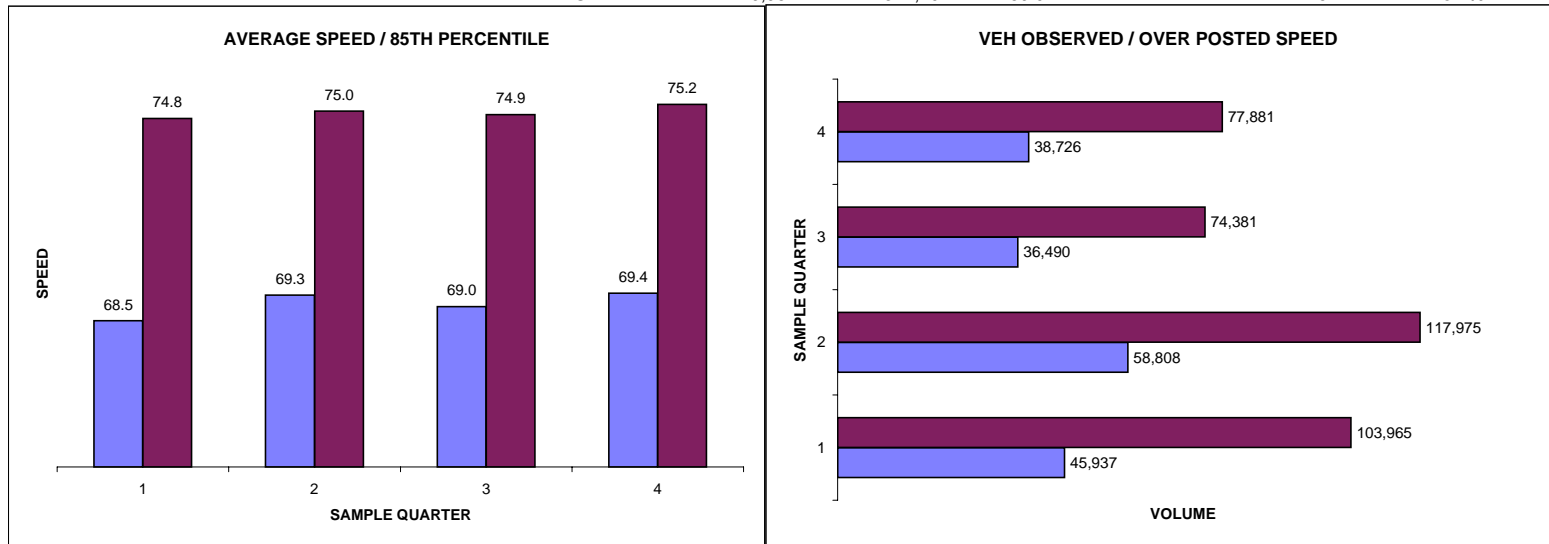 AVERAGE SPEED / 85TH PERCENTILE
74.8
75.0
74.9
75.2
68.5
69.3
69.0
69.4
SPEED
1 2 3 4
SAMPLE QUARTER
VEH OBSERVED / OVER POSTED SPEED
4
77,881
38,726
3
74,381
36,490
SAMPLE QUARTER
2
117,975
58,808
1
103,965
45,937
VOLUME